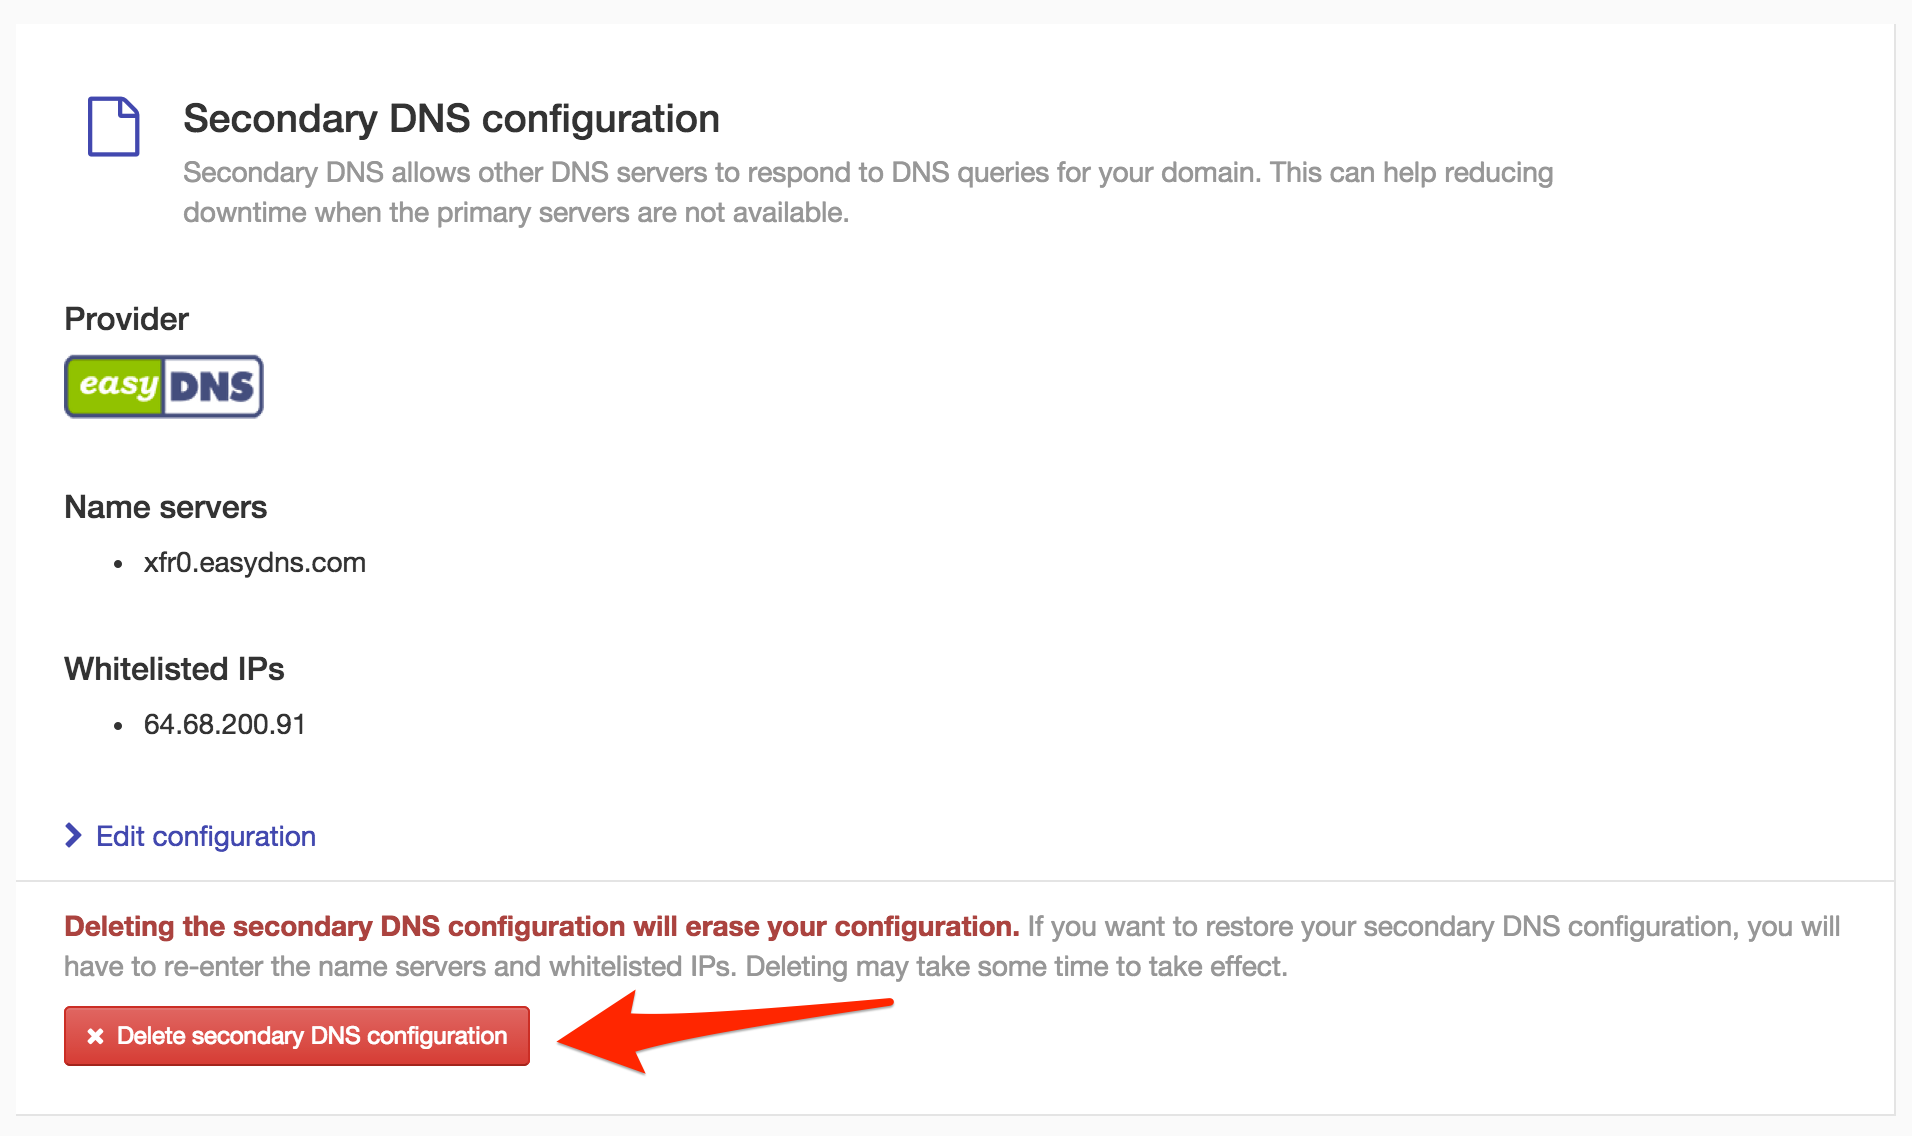 Secondary DNS configuration
Secondary DNS allows other DNS servers to respond to DNS queries for your domain. This can help reducing
downtime when the primary servers are not available.
Provider
easyDNS
Name servers
• xfr0.easydns.com
Whitelisted IPs
• 64.68.200.91
Edit configuration
Deleting the secondary DNS configuration will erase your configuration. If you want to restore your secondary DNS configuration, you will
have to re-enter the name servers and whitelisted IPs. Deleting may take some time to take effect.
Delete secondary DNS configuration